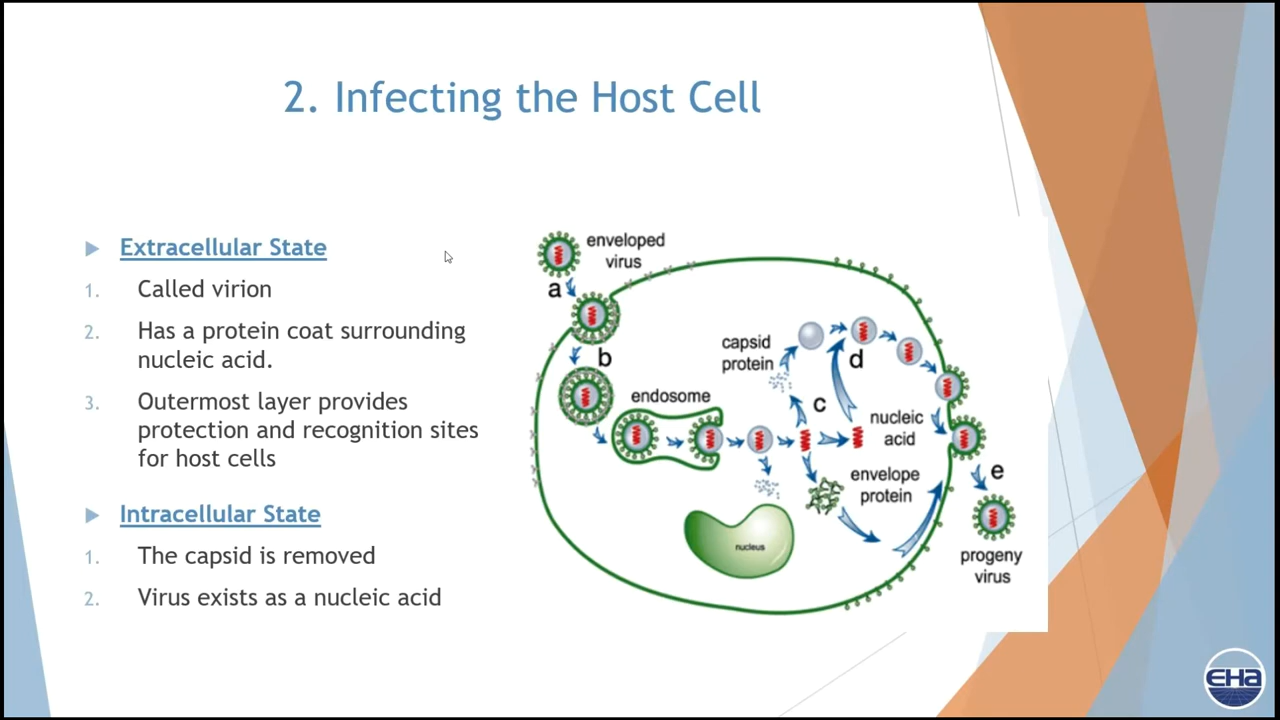 2. Infecting the Host Cell
Extracellular State
1. Called virion
2. Has a protein coat surrounding
nucleic acid.
3. Outermost layer provides
protection and recognition sites
for host cells
Intracellular State
1. The capsid is removed
2. Virus exists as a nucleic acid
enveloped
virus
a
b
endosome
capsid
protein
d
c
nucleic
acid
envelope
protein
e
nucleus
progeny
virus
EHA